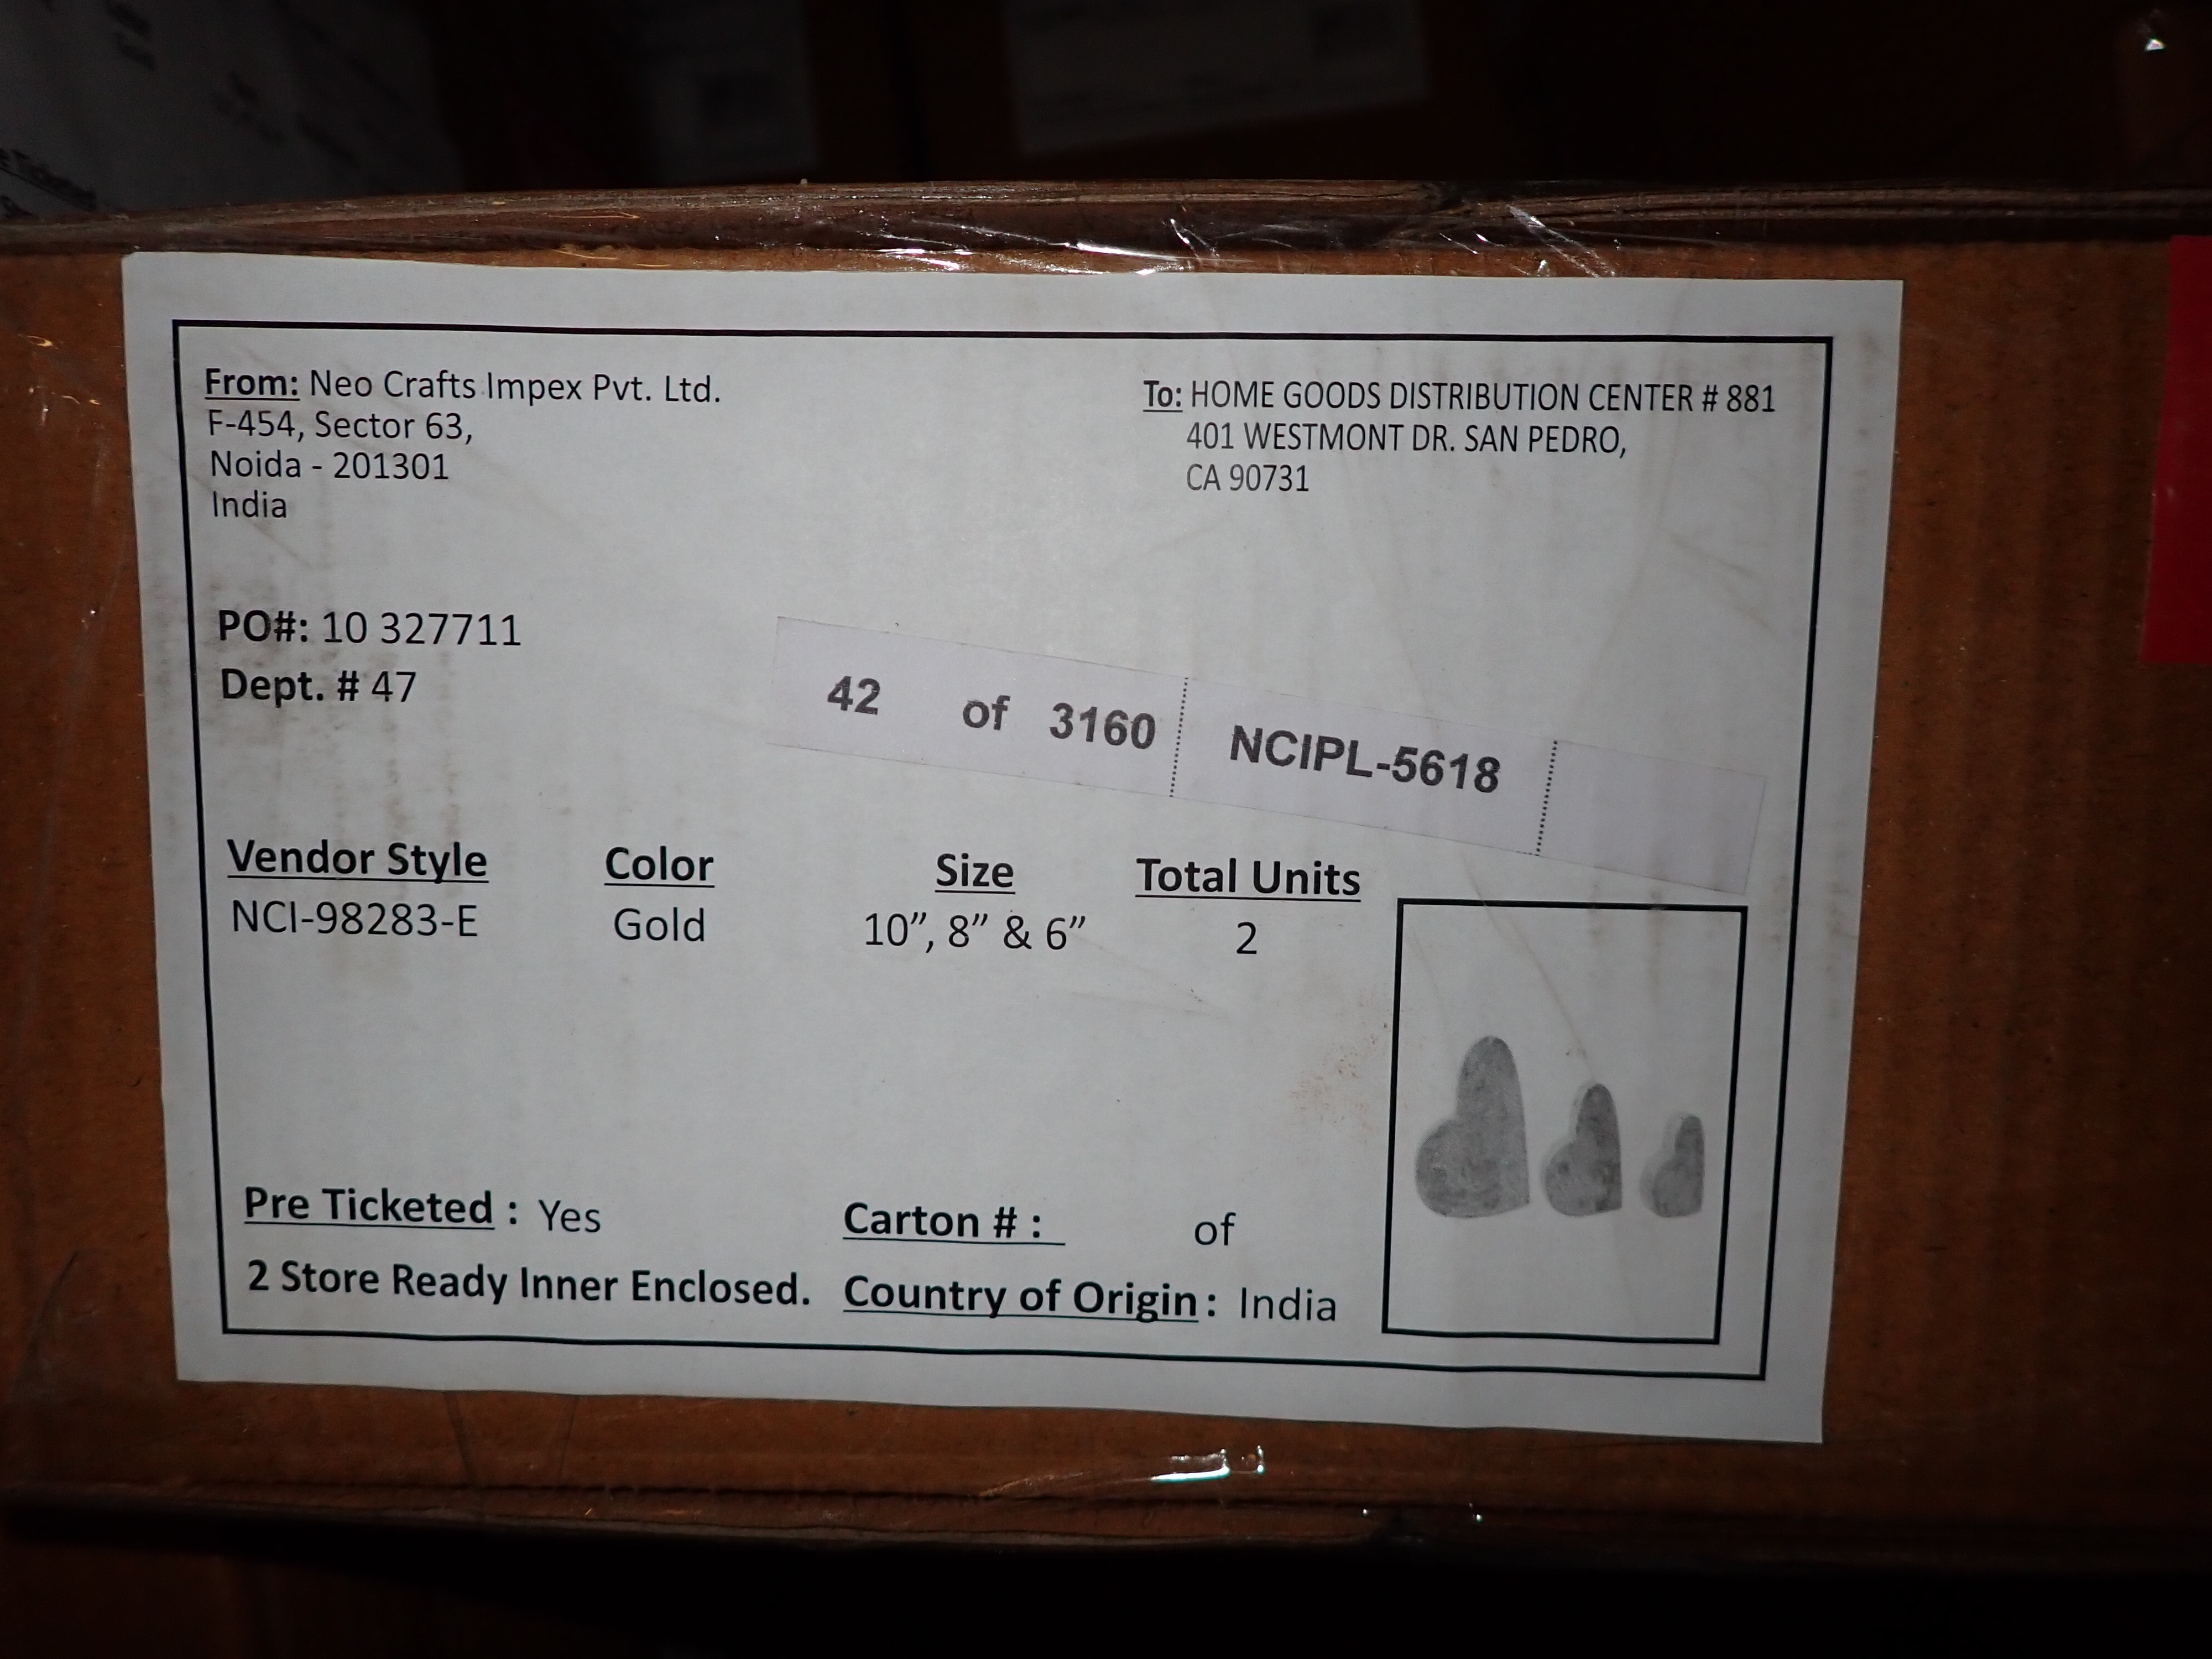 From: Neo Crafts Impex Pvt. Ltd.
F-454, Sector 63,
Noida - 201301
India
To: HOME GOODS DISTRIBUTION CENTER # 881
401 WESTMONT DR. SAN PEDRO,
CA 90731
PO#: 10 327711
Dept. # 47
42 of 3160 NCIPL-5618
Vendor Style Color Size Total Units
NCI-98283-E Gold 10”, 8” & 6” 2
Pre Ticketed : Yes
2 Store Ready Inner Enclosed.
Carton # : of
Country of Origin : India